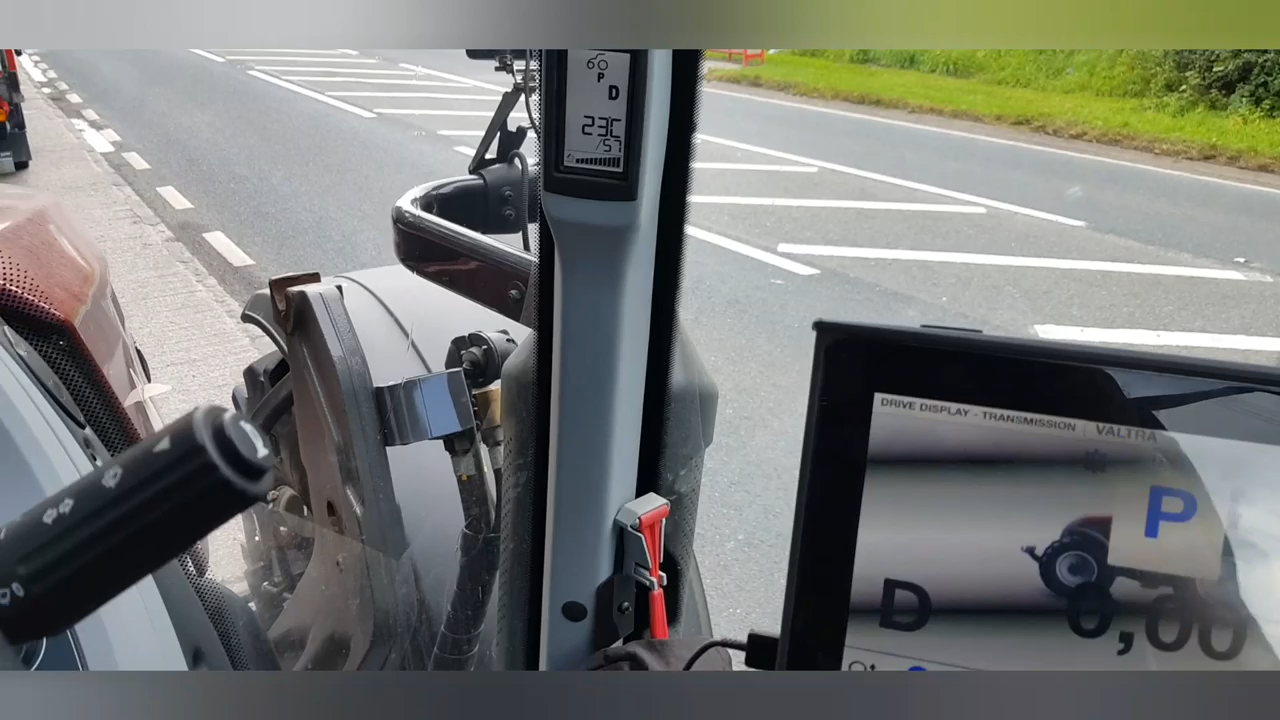 P
D
23C
/57
DRIVE DISPLAY - TRANSMISSION | VALTRA
P
D
0,00